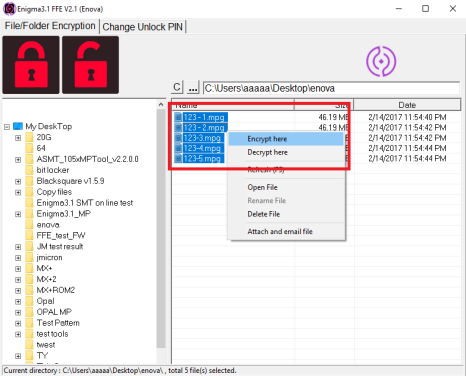 Enigma3.1 FFE V2.1 (Enova)
File/Folder Encryption Change Unlock PIN
C ... C:\Users\aaaaa\Desktop\enova
Name Size Date
123 - 1.mpg 46.19 MB 2/14/2017 11:54:40 PM
123 - 2.mpg 46.19 MB 2/14/2017 11:54:42 PM
123-3.mpg 2/14/2017 11:54:42 PM
123-4.mpg 2/14/2017 11:54:44 PM
123-5.mpg 2/14/2017 11:54:44 PM
Encrypt here
Decrypt here
Refresh (F5)
Open File
Rename File
Delete File
Attach and email file
My DeskTop
20G
64
ASMT_105xMPTool_v2.2.0.0
bit locker
Blacksquare v1.5.9
Copy files
Enigma3.1 SMT on line test
Enigma3.1_MP
enova
FFE_test_FW
JM test result
jmicron
MX+
MX+2
MX+ROM2
Opal
OPAL MP
Test Pattern
test tools
twest
TY
Current directory : C:\Users\aaaaa\Desktop\enova\ , total 5 file(s) selected.